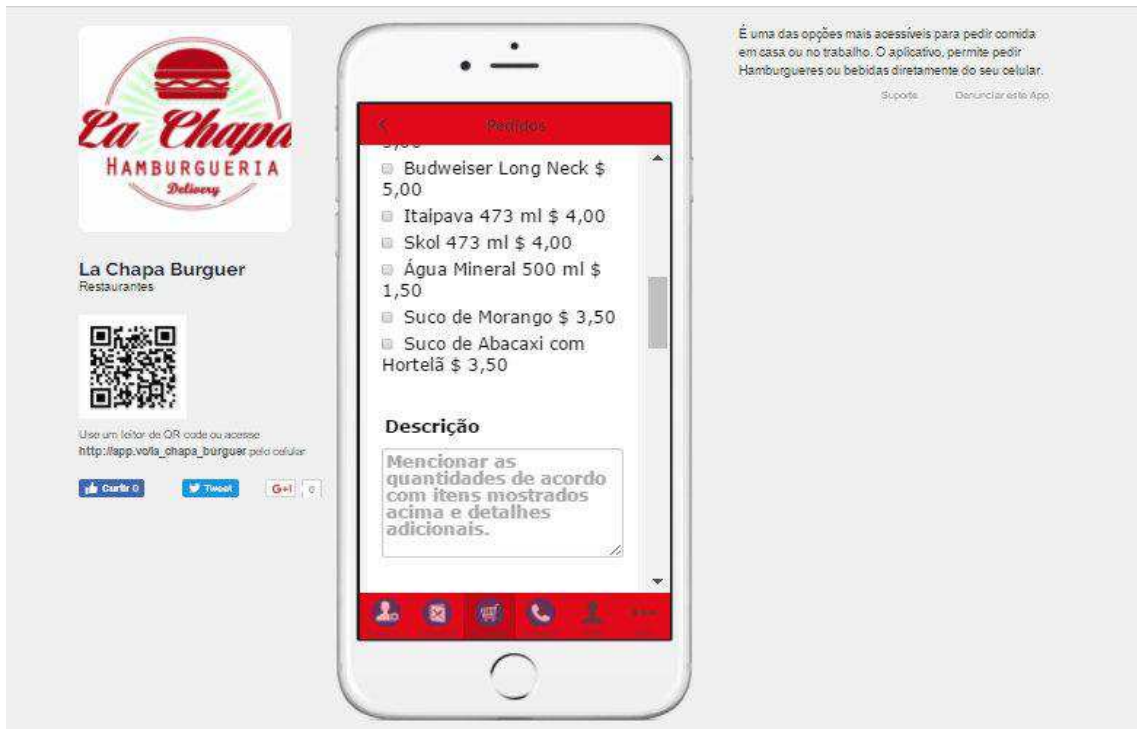 La Chapa
HAMBURGUERIA
Delivery
La Chapa Burguer
Restaurantes
Use um leitor de QR code ou acesse
http://app.vc/la_chapa_burguer pelo celular
Curtir 0
Tweet
G+1 0
Pedidos
Budweiser Long Neck $
5,00
Itaipava 473 ml $ 4,00
Skol 473 ml $ 4,00
Água Mineral 500 ml $
1,50
Suco de Morango $ 3,50
Suco de Abacaxi com
Hortelã $ 3,50
Descrição
Mencionar as
quantidades de acordo
com itens mostrados
acima e detalhes
adicionais.
É uma das opções mais acessíveis para pedir comida
em casa ou no trabalho. O aplicativo, permite pedir
Hamburgueres ou bebidas diretamente do seu celular.
Suporte Denunciar este App